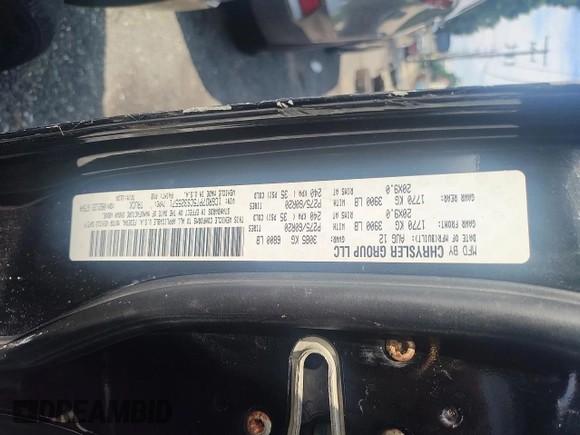 MFD BY CHRYSLER GROUP LLC
DATE OF MFR(BUILD): AUG 12
GVWR: 3085 KG 6800 LB
GAWR FRONT: 1770 KG 3900 LB WITH P275/60R20 TIRES
20X9.0 RIMS AT 240 KPA( 35 PSI) COLD
GAWR REAR: 1770 KG 3900 LB WITH P275/60R20 TIRES
20X9.0 RIMS AT 240 KPA( 35 PSI) COLD
THIS VEHICLE CONFORMS TO ALL APPLICABLE U.S.A. FEDERAL MOTOR VEHICLE SAFETY
STANDARDS IN EFFECT ON THE DATE OF MANUFACTURE SHOWN ABOVE.
TYPE: TRUCK
VEHICLE MADE IN U.S.A.
DREAMBID